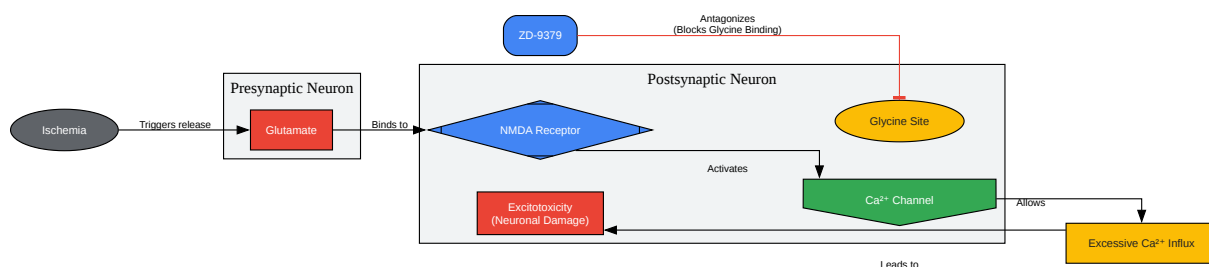 Antagonizes
(Blocks Glycine Binding)
ZD-9379
Postsynaptic Neuron
Presynaptic Neuron
Ischemia
Triggers release
Glutamate
Binds to
NMDA Receptor
Glycine Site
Activates
Ca²⁺ Channel
Allows
Excitotoxicity
(Neuronal Damage)
Excessive Ca²⁺ Influx
Leads to